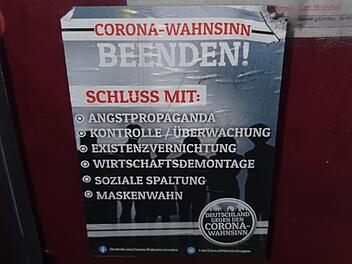 CORONA-WAHNSINN
BEENDEN!
SCHLUSS MIT:
ANGSTPROPAGANDA
KONTROLLE / ÜBERWACHUNG
EXISTENZVERNICHTUNG
WIRTSCHAFTSDEMONTAGE
SOZIALE SPALTUNG
MASKENWAHN
DEUTSCHLAND
GEGEN DEN
CORONA-
WAHNSINN